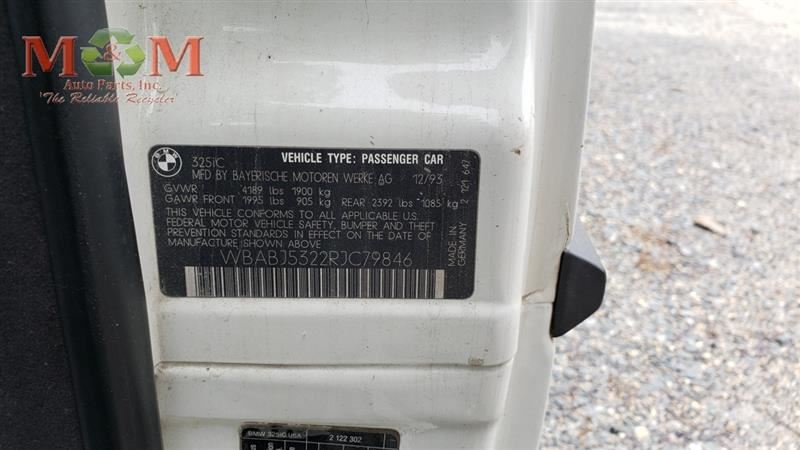 M&M
Auto Parts, Inc.
"The Reliable Recycler"
BMW
325iC VEHICLE TYPE: PASSENGER CAR
MFD BY BAYERISCHE MOTOREN WERKE AG 12/93
GVWR 4189 lbs 1900 kg
GAWR FRONT 1995 lbs 905 kg REAR 2392 lbs 1085 kg
THIS VEHICLE CONFORMS TO ALL APPLICABLE U.S.
FEDERAL MOTOR VEHICLE SAFETY, BUMPER AND THEFT
PREVENTION STANDARDS IN EFFECT ON THE DATE OF
MANUFACTURE SHOWN ABOVE.
WBABJ5322RJC79846
MADE IN
GERMANY 2 121 647
BMW 325iC USA 2 122 302